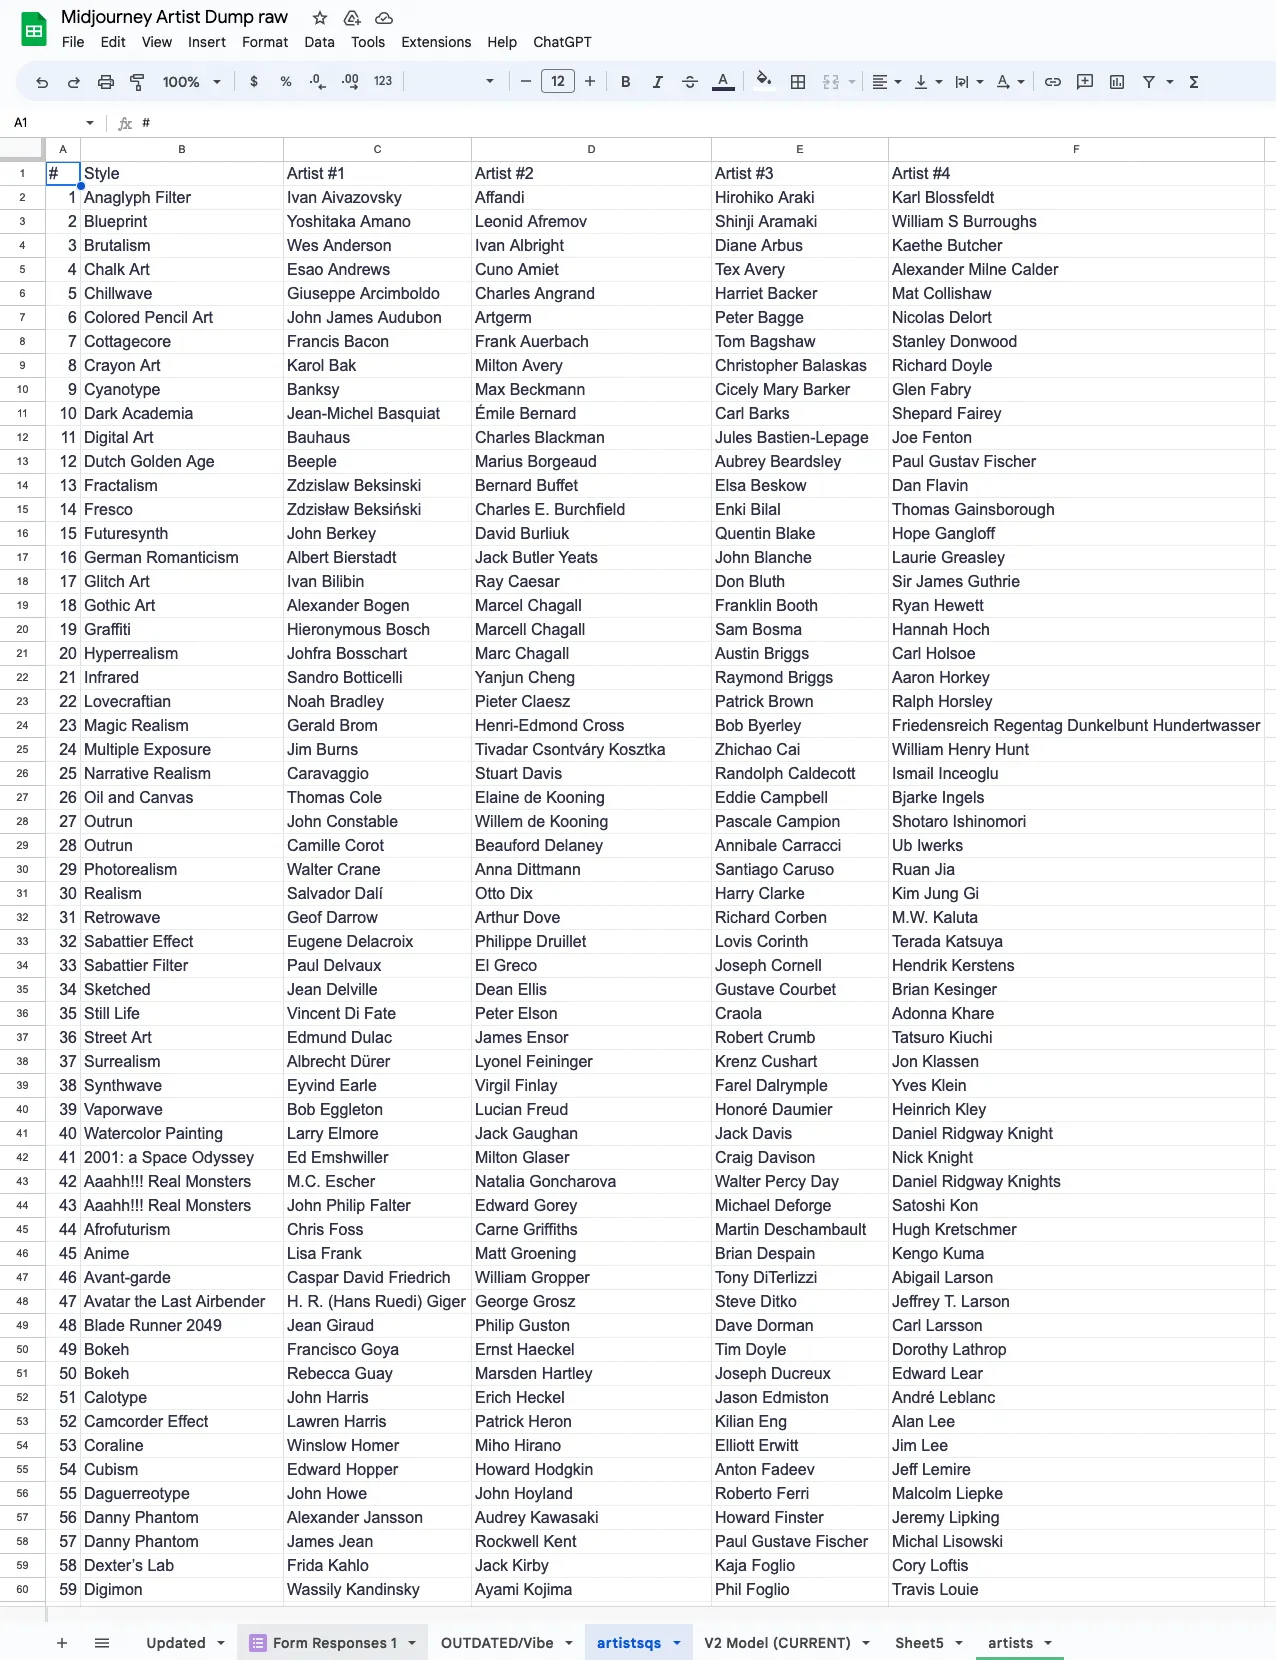 Midjourney Artist Dump raw
File Edit View Insert Format Data Tools Extensions Help ChatGPT
100% $ % .0 .00 123 12 B I A
A1 fx #
A B C D E F
1 # Style Artist #1 Artist #2 Artist #3 Artist #4
2 1 Anaglyph Filter Ivan Aivazovsky Affandi Hirohiko Araki Karl Blossfeldt
3 2 Blueprint Yoshitaka Amano Leonid Afremov Shinji Aramaki William S Burroughs
4 3 Brutalism Wes Anderson Ivan Albright Diane Arbus Kaethe Butcher
5 4 Chalk Art Esao Andrews Cuno Amiet Tex Avery Alexander Milne Calder
6 5 Chillwave Giuseppe Arcimboldo Charles Angrand Harriet Backer Mat Collishaw
7 6 Colored Pencil Art John James Audubon Artgerm Peter Bagge Nicolas Delort
8 7 Cottagecore Francis Bacon Frank Auerbach Tom Bagshaw Stanley Donwood
9 8 Crayon Art Karol Bak Milton Avery Christopher Balaskas Richard Doyle
10 9 Cyanotype Banksy Max Beckmann Cicely Mary Barker Glen Fabry
11 10 Dark Academia Jean-Michel Basquiat Émile Bernard Carl Barks Shepard Fairey
12 11 Digital Art Bauhaus Charles Blackman Jules Bastien-Lepage Joe Fenton
13 12 Dutch Golden Age Beeple Marius Borgeaud Aubrey Beardsley Paul Gustav Fischer
14 13 Fractalism Zdzislaw Beksinski Bernard Buffet Elsa Beskow Dan Flavin
15 14 Fresco Zdzisław Beksiński Charles E. Burchfield Enki Bilal Thomas Gainsborough
16 15 Futuresynth John Berkey David Burliuk Quentin Blake Hope Gangloff
17 16 German Romanticism Albert Bierstadt Jack Butler Yeats John Blanche Laurie Greasley
18 17 Glitch Art Ivan Bilibin Ray Caesar Don Bluth Sir James Guthrie
19 18 Gothic Art Alexander Bogen Marcel Chagall Franklin Booth Ryan Hewett
20 19 Graffiti Hieronymous Bosch Marcell Chagall Sam Bosma Hannah Hoch
21 20 Hyperrealism Johfra Bosschart Marc Chagall Austin Briggs Carl Holsoe
22 21 Infrared Sandro Botticelli Yanjun Cheng Raymond Briggs Aaron Horkey
23 22 Lovecraftian Noah Bradley Pieter Claesz Patrick Brown Ralph Horsley
24 23 Magic Realism Gerald Brom Henri-Edmond Cross Bob Byerley Friedensreich Regentag Dunkelbunt Hundertwasser
25 24 Multiple Exposure Jim Burns Tivadar Csontváry Kosztka Zhichao Cai William Henry Hunt
26 25 Narrative Realism Caravaggio Stuart Davis Randolph Caldecott Ismail Inceoglu
27 26 Oil and Canvas Thomas Cole Elaine de Kooning Eddie Campbell Bjarke Ingels
28 27 Outrun John Constable Willem de Kooning Pascale Campion Shotaro Ishinomori
29 28 Outrun Camille Corot Beauford Delaney Annibale Carracci Ub Iwerks
30 29 Photorealism Walter Crane Anna Dittmann Santiago Caruso Ruan Jia
31 30 Realism Salvador Dalí Otto Dix Harry Clarke Kim Jung Gi
32 31 Retrowave Geof Darrow Arthur Dove Richard Corben M.W. Kaluta
33 32 Sabattier Effect Eugene Delacroix Philippe Druillet Lovis Corinth Terada Katsuya
34 33 Sabattier Filter Paul Delvaux El Greco Joseph Cornell Hendrik Kerstens
35 34 Sketched Jean Delville Dean Ellis Gustave Courbet Brian Kesinger
36 35 Still Life Vincent Di Fate Peter Elson Craola Adonna Khare
37 36 Street Art Edmund Dulac James Ensor Robert Crumb Tatsuro Kiuchi
38 37 Surrealism Albrecht Dürer Lyonel Feininger Krenz Cushart Jon Klassen
39 38 Synthwave Eyvind Earle Virgil Finlay Farel Dalrymple Yves Klein
40 39 Vaporwave Bob Eggleton Lucian Freud Honoré Daumier Heinrich Kley
41 40 Watercolor Painting Larry Elmore Jack Gaughan Jack Davis Daniel Ridgway Knight
42 41 2001: a Space Odyssey Ed Emshwiller Milton Glaser Craig Davison Nick Knight
43 42 Aaahh!!! Real Monsters M.C. Escher Natalia Goncharova Walter Percy Day Daniel Ridgway Knights
44 43 Aaahh!!! Real Monsters John Philip Falter Edward Gorey Michael Deforge Satoshi Kon
45 44 Afrofuturism Chris Foss Carne Griffiths Martin Deschambault Hugh Kretschmer
46 45 Anime Lisa Frank Matt Groening Brian Despain Kengo Kuma
47 46 Avant-garde Caspar David Friedrich William Gropper Tony DiTerlizzi Abigail Larson
48 47 Avatar the Last Airbender H. R. (Hans Ruedi) Giger George Grosz Steve Ditko Jeffrey T. Larson
49 48 Blade Runner 2049 Jean Giraud Philip Guston Dave Dorman Carl Larsson
50 49 Bokeh Francisco Goya Ernst Haeckel Tim Doyle Dorothy Lathrop
51 50 Bokeh Rebecca Guay Marsden Hartley Joseph Ducreux Edward Lear
52 51 Calotype John Harris Erich Heckel Jason Edmiston André Leblanc
53 52 Camcorder Effect Lawren Harris Patrick Heron Kilian Eng Alan Lee
54 53 Coraline Winslow Homer Miho Hirano Elliott Erwitt Jim Lee
55 54 Cubism Edward Hopper Howard Hodgkin Anton Fadeev Jeff Lemire
56 55 Daguerreotype John Howe John Hoyland Roberto Ferri Malcolm Liepke
57 56 Danny Phantom Alexander Jansson Audrey Kawasaki Howard Finster Jeremy Lipking
58 57 Danny Phantom James Jean Rockwell Kent Paul Gustave Fischer Michal Lisowski
59 58 Dexter’s Lab Frida Kahlo Jack Kirby Kaja Foglio Cory Loftis
60 59 Digimon Wassily Kandinsky Ayami Kojima Phil Foglio Travis Louie
Updated Form Responses 1 OUTDATED/Vibe artistsqs V2 Model (CURRENT) Sheet5 artists